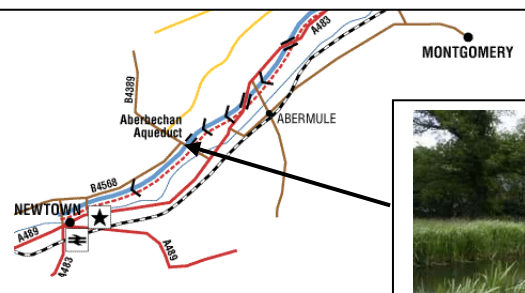 A483
MONTGOMERY
B4389
Aberbechan
Aqueduct
ABERMULE
B4568
NEWTOWN
A489
A483
A489